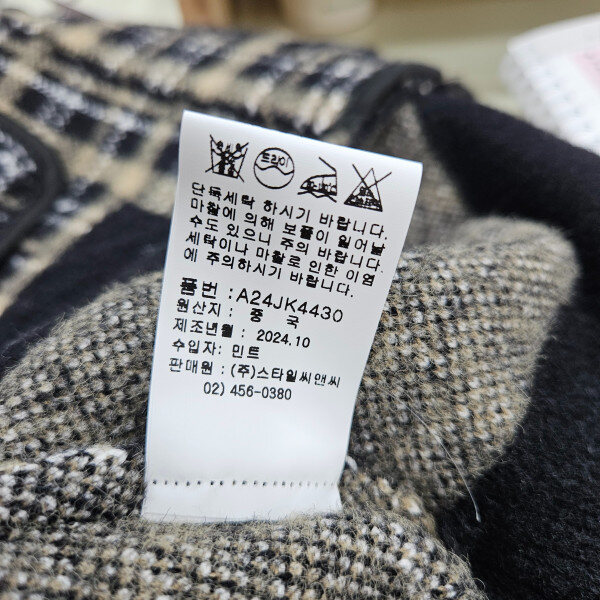 드라이
단독세탁 하시기 바랍니다.
마찰에 의해 보풀이 일어날
수도 있으니 주의 바랍니다.
세탁이나 마찰로 인한 이염
에 주의하시기 바랍니다.
품번 : A24JK4430
원산지 : 중국
제조년월 : 2024.10
수입자: 민트
판매원 : (주)스타일씨앤씨
02) 456-0380